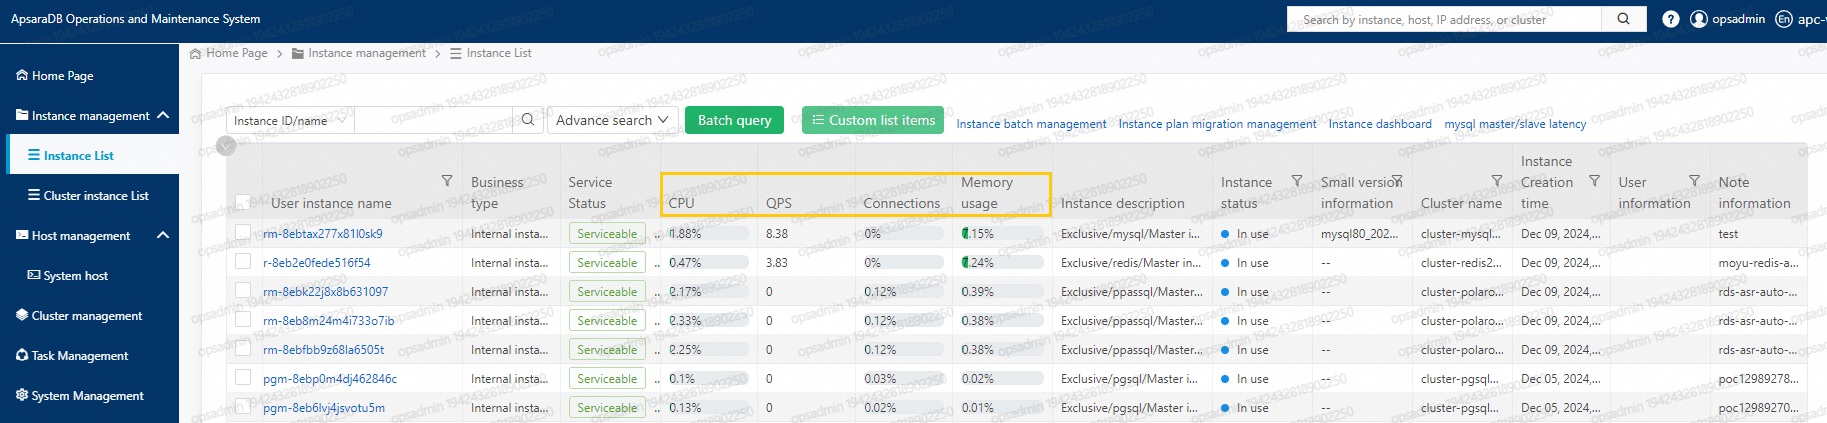 ApsaraDB Operations and Maintenance System
Search by instance, host, IP address, or cluster
opsadmin
En
Home Page
Instance management
Instance List
Cluster instance List
Host management
System host
Cluster management
Task Management
System Management
Home Page > Instance management > Instance List
Instance ID/name
Advance search
Batch query
Custom list items
Instance batch management Instance plan migration management Instance dashboard mysql master/slave latency
User instance name Business type Service Status CPU QPS Connections Memory usage Instance description Instance status Small version information Cluster name Instance Creation time User information Note information
rm-8ebtax277x81l0sk9 Internal insta... Serviceable .. 1.88% 8.38 0% 7.15% Exclusive/mysql/Master i... In use mysql80_202... cluster-mysql... Dec 09, 2024,... test
r-8eb2e0fede516f54 Internal insta... Serviceable .. 0.47% 3.83 0% 7.24% Exclusive/redis/Master in... In use -- cluster-redis2... Dec 09, 2024,... moyu-redis-a...
rm-8ebk22j8x8b631097 Internal insta... Serviceable .. 2.17% 0 0.12% 0.39% Exclusive/ppassql/Master... In use -- cluster-polaro... Dec 09, 2024,... rds-asr-auto-...
rm-8eb8m24m4i733o7ib Internal insta... Serviceable .. 2.33% 0 0.12% 0.38% Exclusive/ppassql/Master... In use -- cluster-polaro... Dec 09, 2024,... rds-asr-auto-...
rm-8ebfbb9z68la6505t Internal insta... Serviceable .. 2.25% 0 0.12% 0.38% Exclusive/ppassql/Master... In use -- cluster-polaro... Dec 09, 2024,... rds-asr-auto-...
pgm-8ebp0m4dj462846c Internal insta... Serviceable .. 0.1% 0 0.03% 0.02% Exclusive/pgsql/Master i... In use -- cluster-pgsql... Dec 05, 2024,... poc12989278...
pgm-8eb6lvj4jsvotu5m Internal insta... Serviceable .. 0.13% 0 0.02% 0.01% Exclusive/pgsql/Master i... In use -- cluster-pgsql... Dec 05, 2024,... poc12989270...
opsadmin 1942432818902250